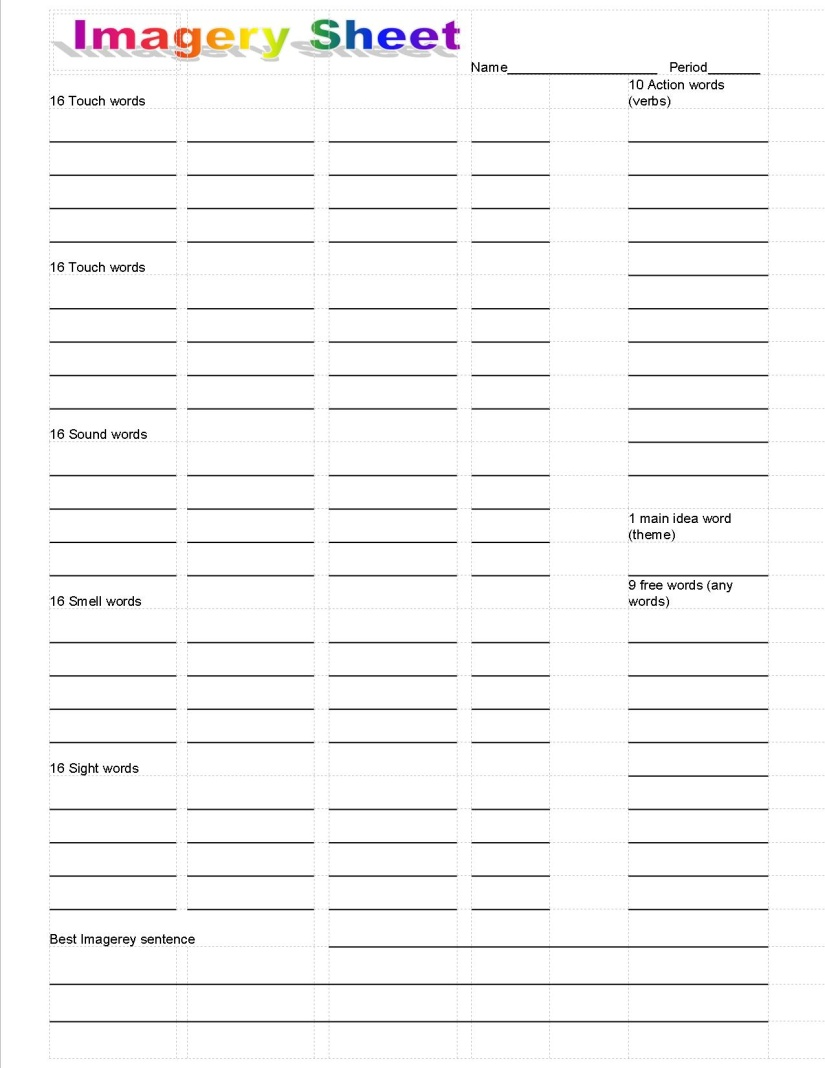 Imagery Sheet
Name____________________ Period_______
10 Action words
(verbs)
16 Touch words
16 Touch words
16 Sound words
1 main idea word
(theme)
9 free words (any
words)
16 Smell words
16 Sight words
Best Imagerey sentence